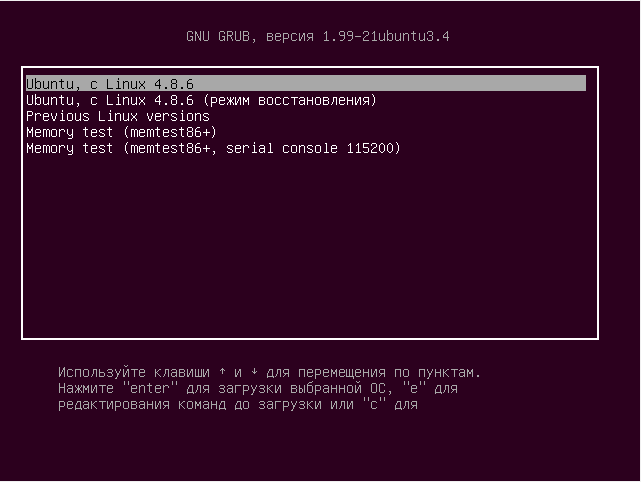 GNU GRUB, версия 1.99-21ubuntu3.4
Ubuntu, с Linux 4.8.6
Ubuntu, с Linux 4.8.6 (режим восстановления)
Previous Linux versions
Memory test (memtest86+)
Memory test (memtest86+, serial console 115200)
Используйте клавиши ↑ и ↓ для перемещения по пунктам.
Нажмите "enter" для загрузки выбранной ОС, "e" для
редактирования команд до загрузки или "c" для